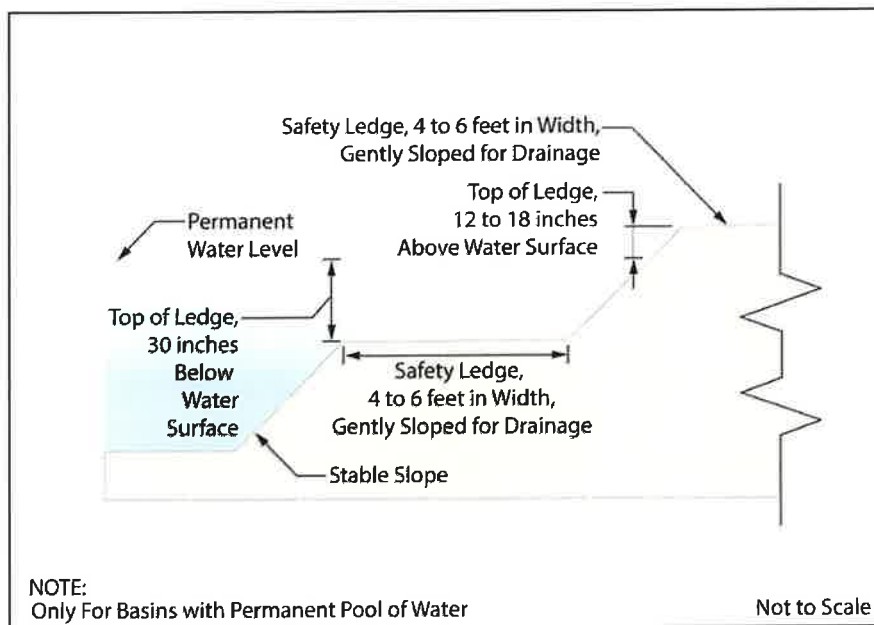 Safety Ledge, 4 to 6 feet in Width,
Gently Sloped for Drainage
Top of Ledge,
12 to 18 inches
Above Water Surface
Permanent
Water Level
Top of Ledge,
30 inches
Below
Water
Surface
Safety Ledge,
4 to 6 feet in Width,
Gently Sloped for Drainage
Stable Slope
NOTE:
Only For Basins with Permanent Pool of Water
Not to Scale